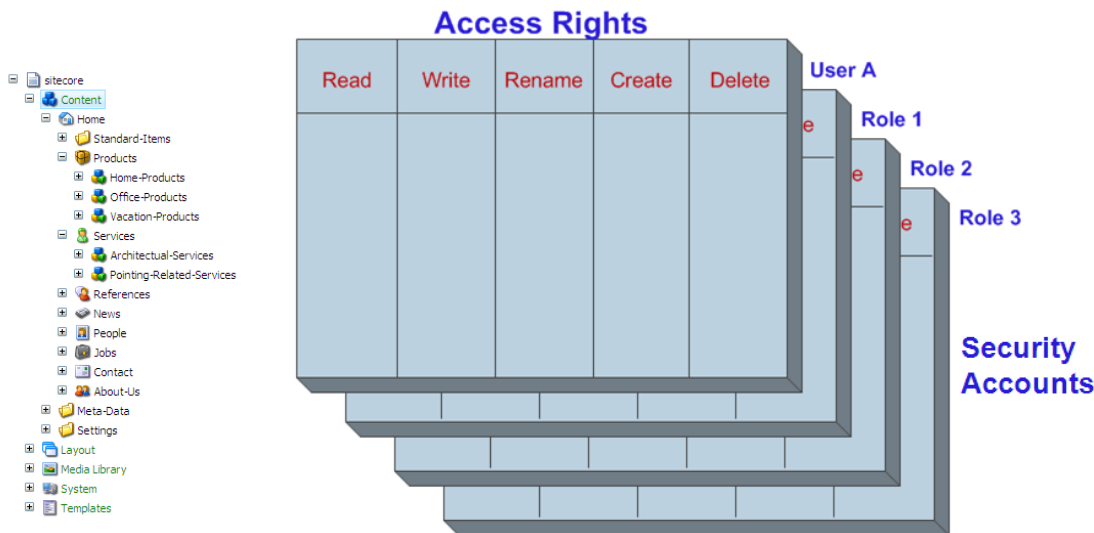 Access Rights
sitecore
Content
Home
Standard-Items
Products
Home-Products
Office-Products
Vacation-Products
Services
Architectual-Services
Pointing-Related-Services
References
News
People
Jobs
Contact
About-Us
Meta-Data
Settings
Layout
Media Library
System
Templates
Read Write Rename Create Delete
User A
e
Role 1
e
Role 2
e
Role 3
Security
Accounts